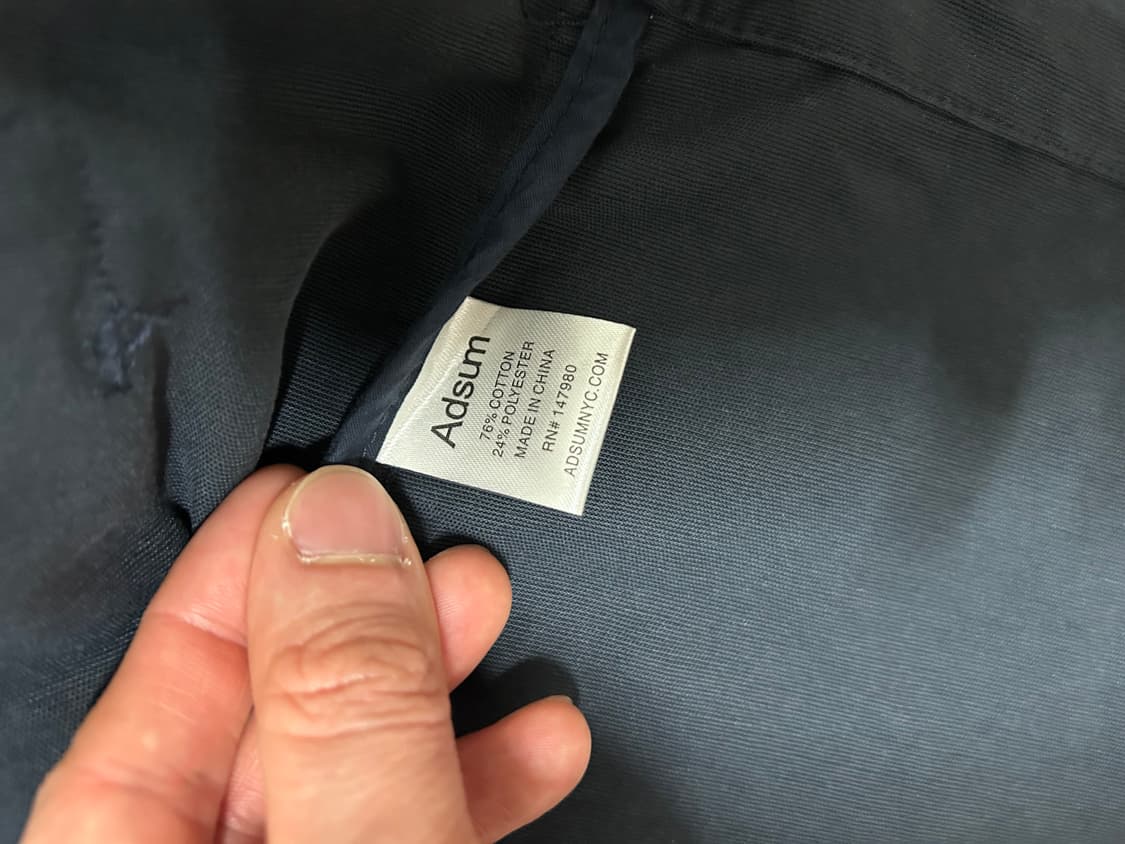 Adsum
76% COTTON
24% POLYESTER
MADE IN CHINA
RN# 147980
ADSUMNYC.COM